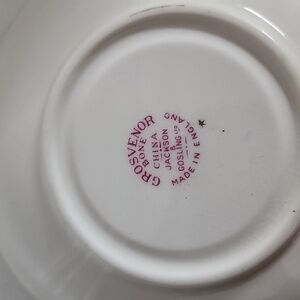 GROSVENOR
BONE
CHINA
JACKSON
&
GOSLING LTD
MADE IN ENGLAND